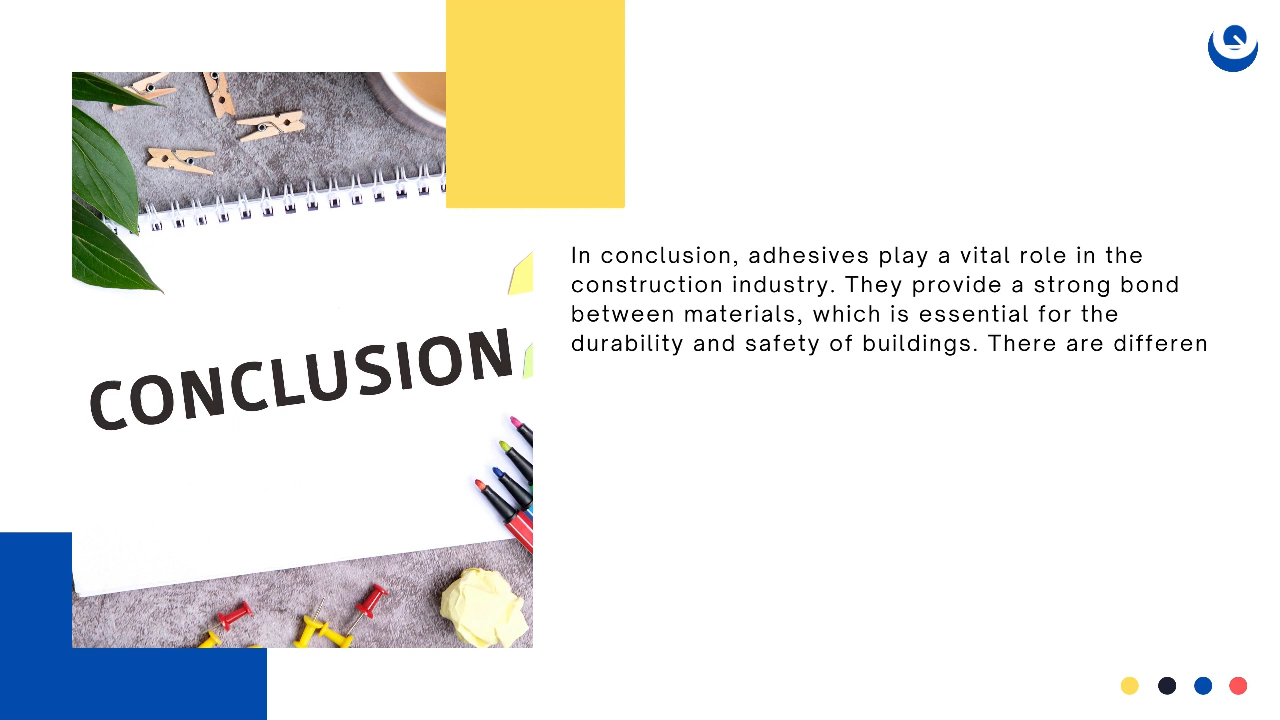 CONCLUSION
In conclusion, adhesives play a vital role in the
construction industry. They provide a strong bond
between materials, which is essential for the
durability and safety of buildings. There are differen